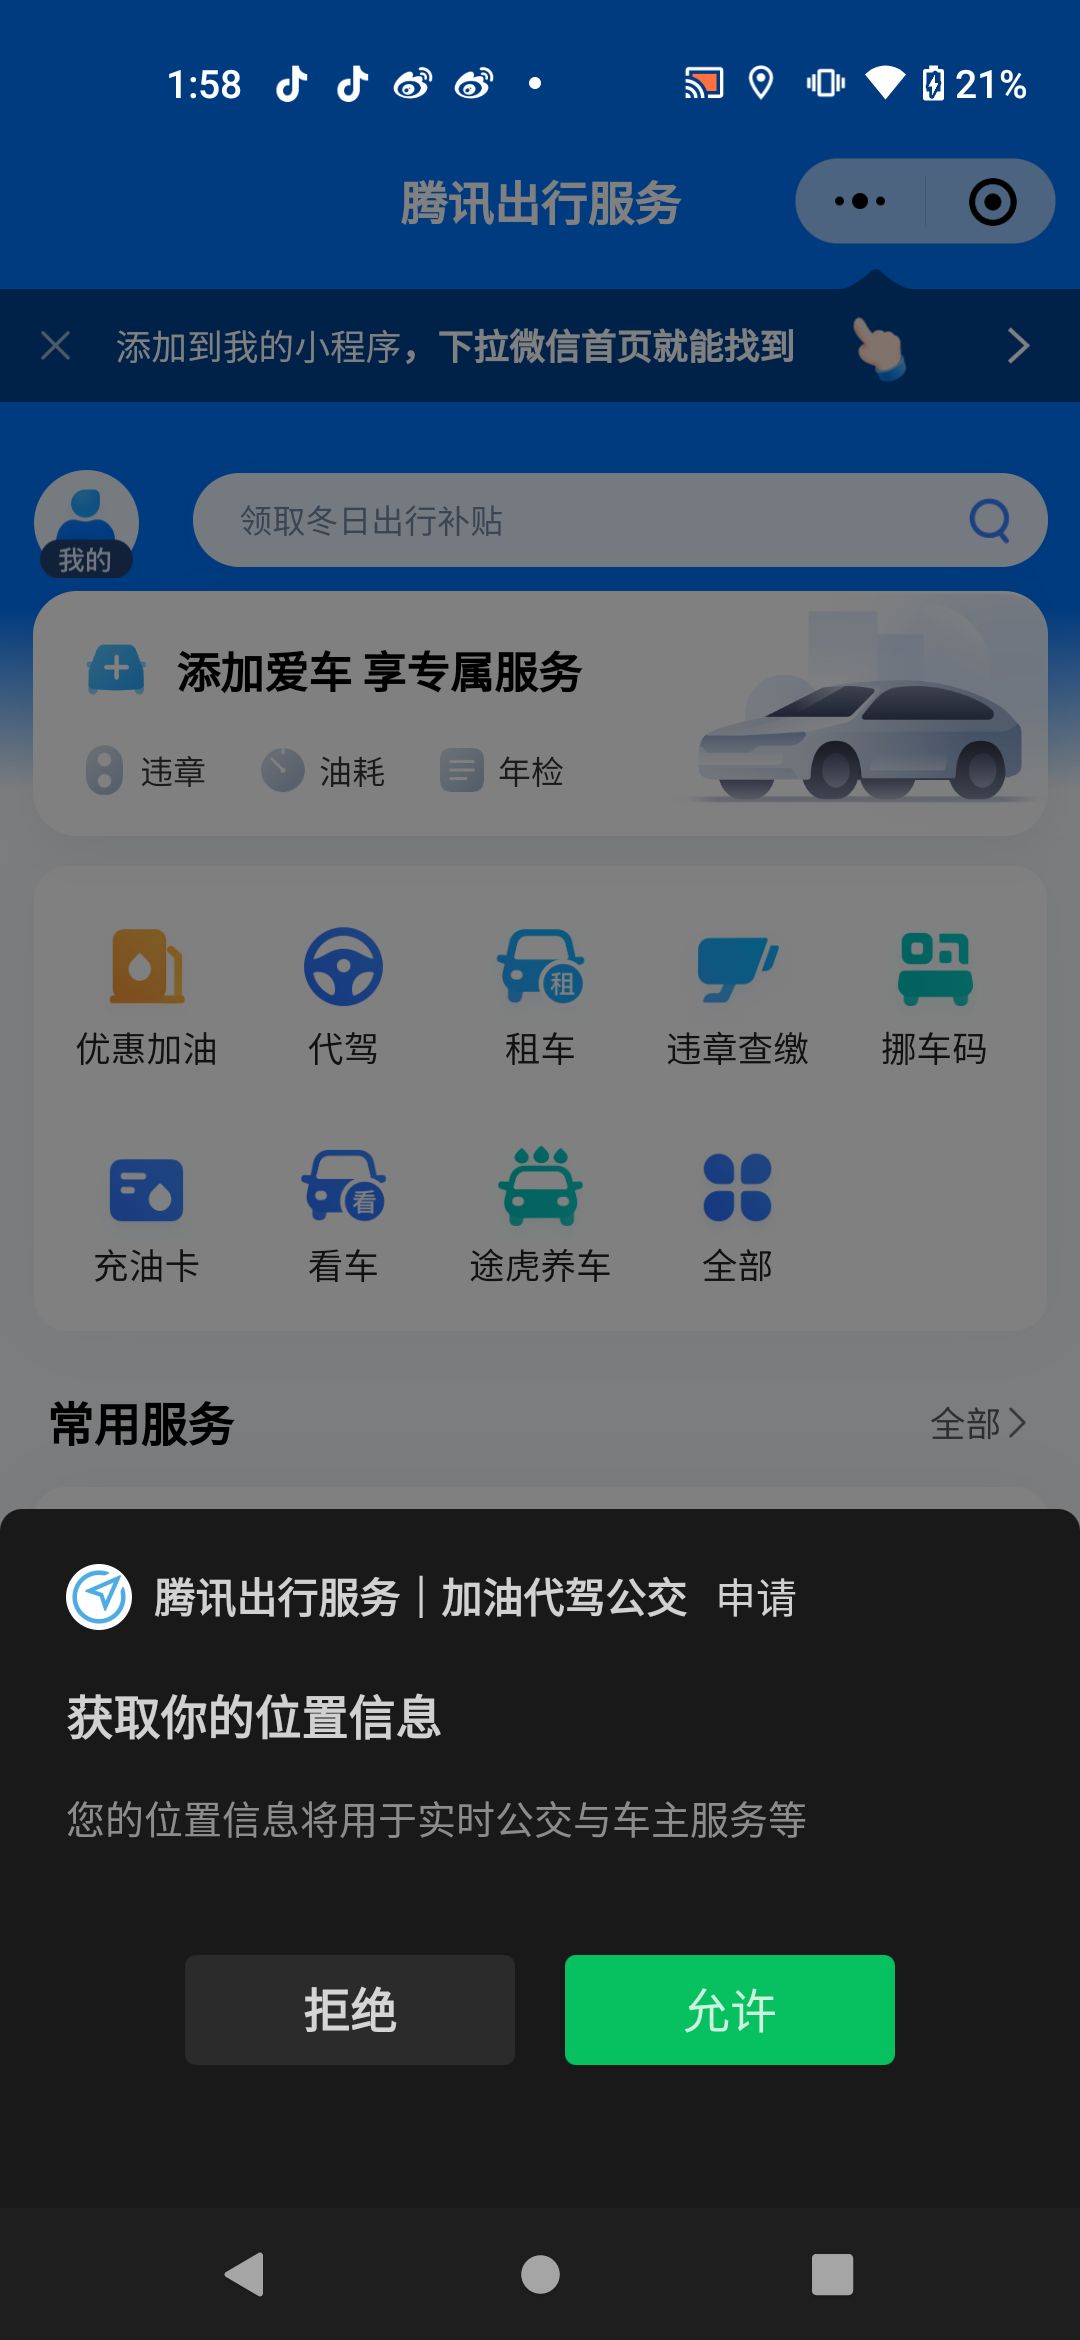 1:58
21%
腾讯出行服务
添加到我的小程序，下拉微信首页就能找到
领取冬日出行补贴
我的
添加爱车 享专属服务
违章 油耗 年检
租
优惠加油 代驾 租车 违章查缴 挪车码
看
充油卡 看车 途虎养车 全部
常用服务 全部
腾讯出行服务｜加油代驾公交 申请
获取你的位置信息
您的位置信息将用于实时公交与车主服务等
拒绝 允许